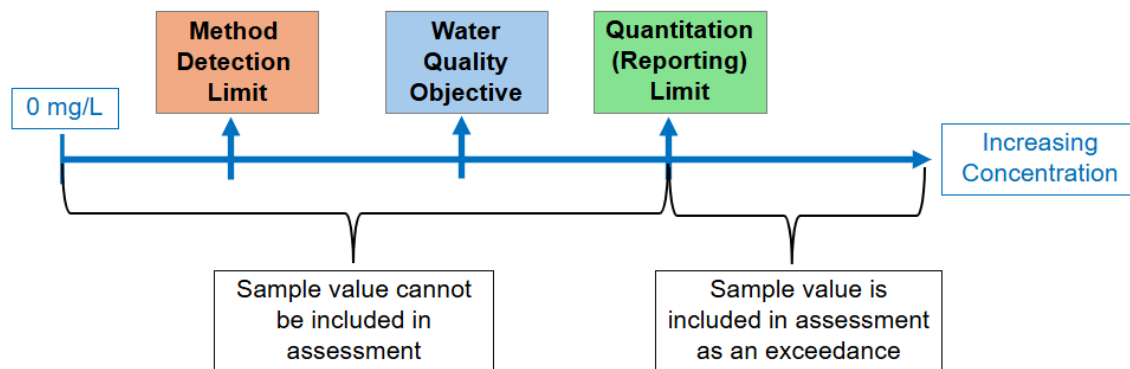 Method
Detection
Limit
Water
Quality
Objective
Quantitation
(Reporting)
Limit
0 mg/L
Increasing
Concentration
Sample value cannot
be included in
assessment
Sample value is
included in assessment
as an exceedance